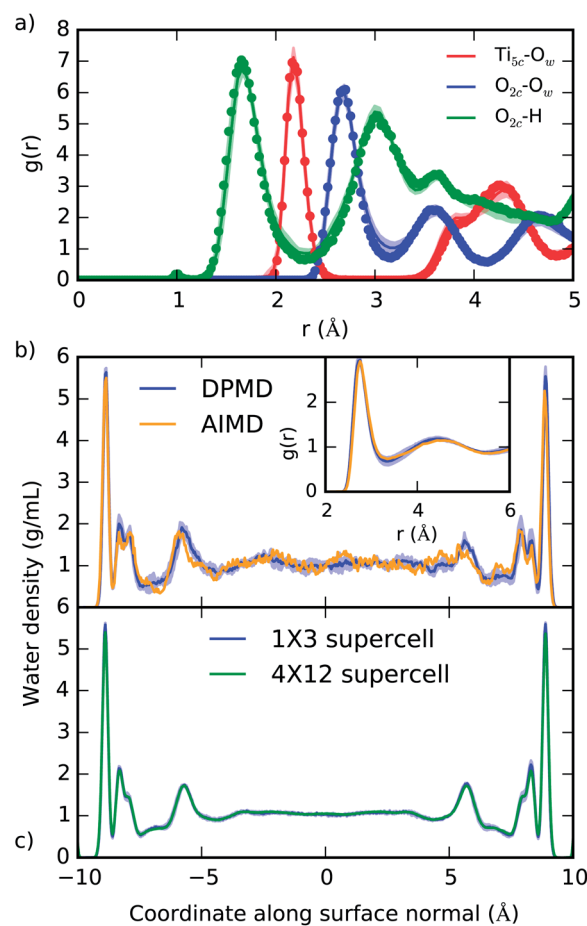 a)
8
7
6
5
4
3
2
1
0
g(r)
Ti5c-Ow
O2c-Ow
O2c-H
0 1 2 3 4 5
r (Å)
b)
6
5
4
3
2
1
6
DPMD
AIMD
2
1
0
g(r)
2 4 6
r (Å)
Water density (g/mL)
5
4
3
2
1
0
1X3 supercell
4X12 supercell
c)
−10 −5 0 5 10
Coordinate along surface normal (Å)